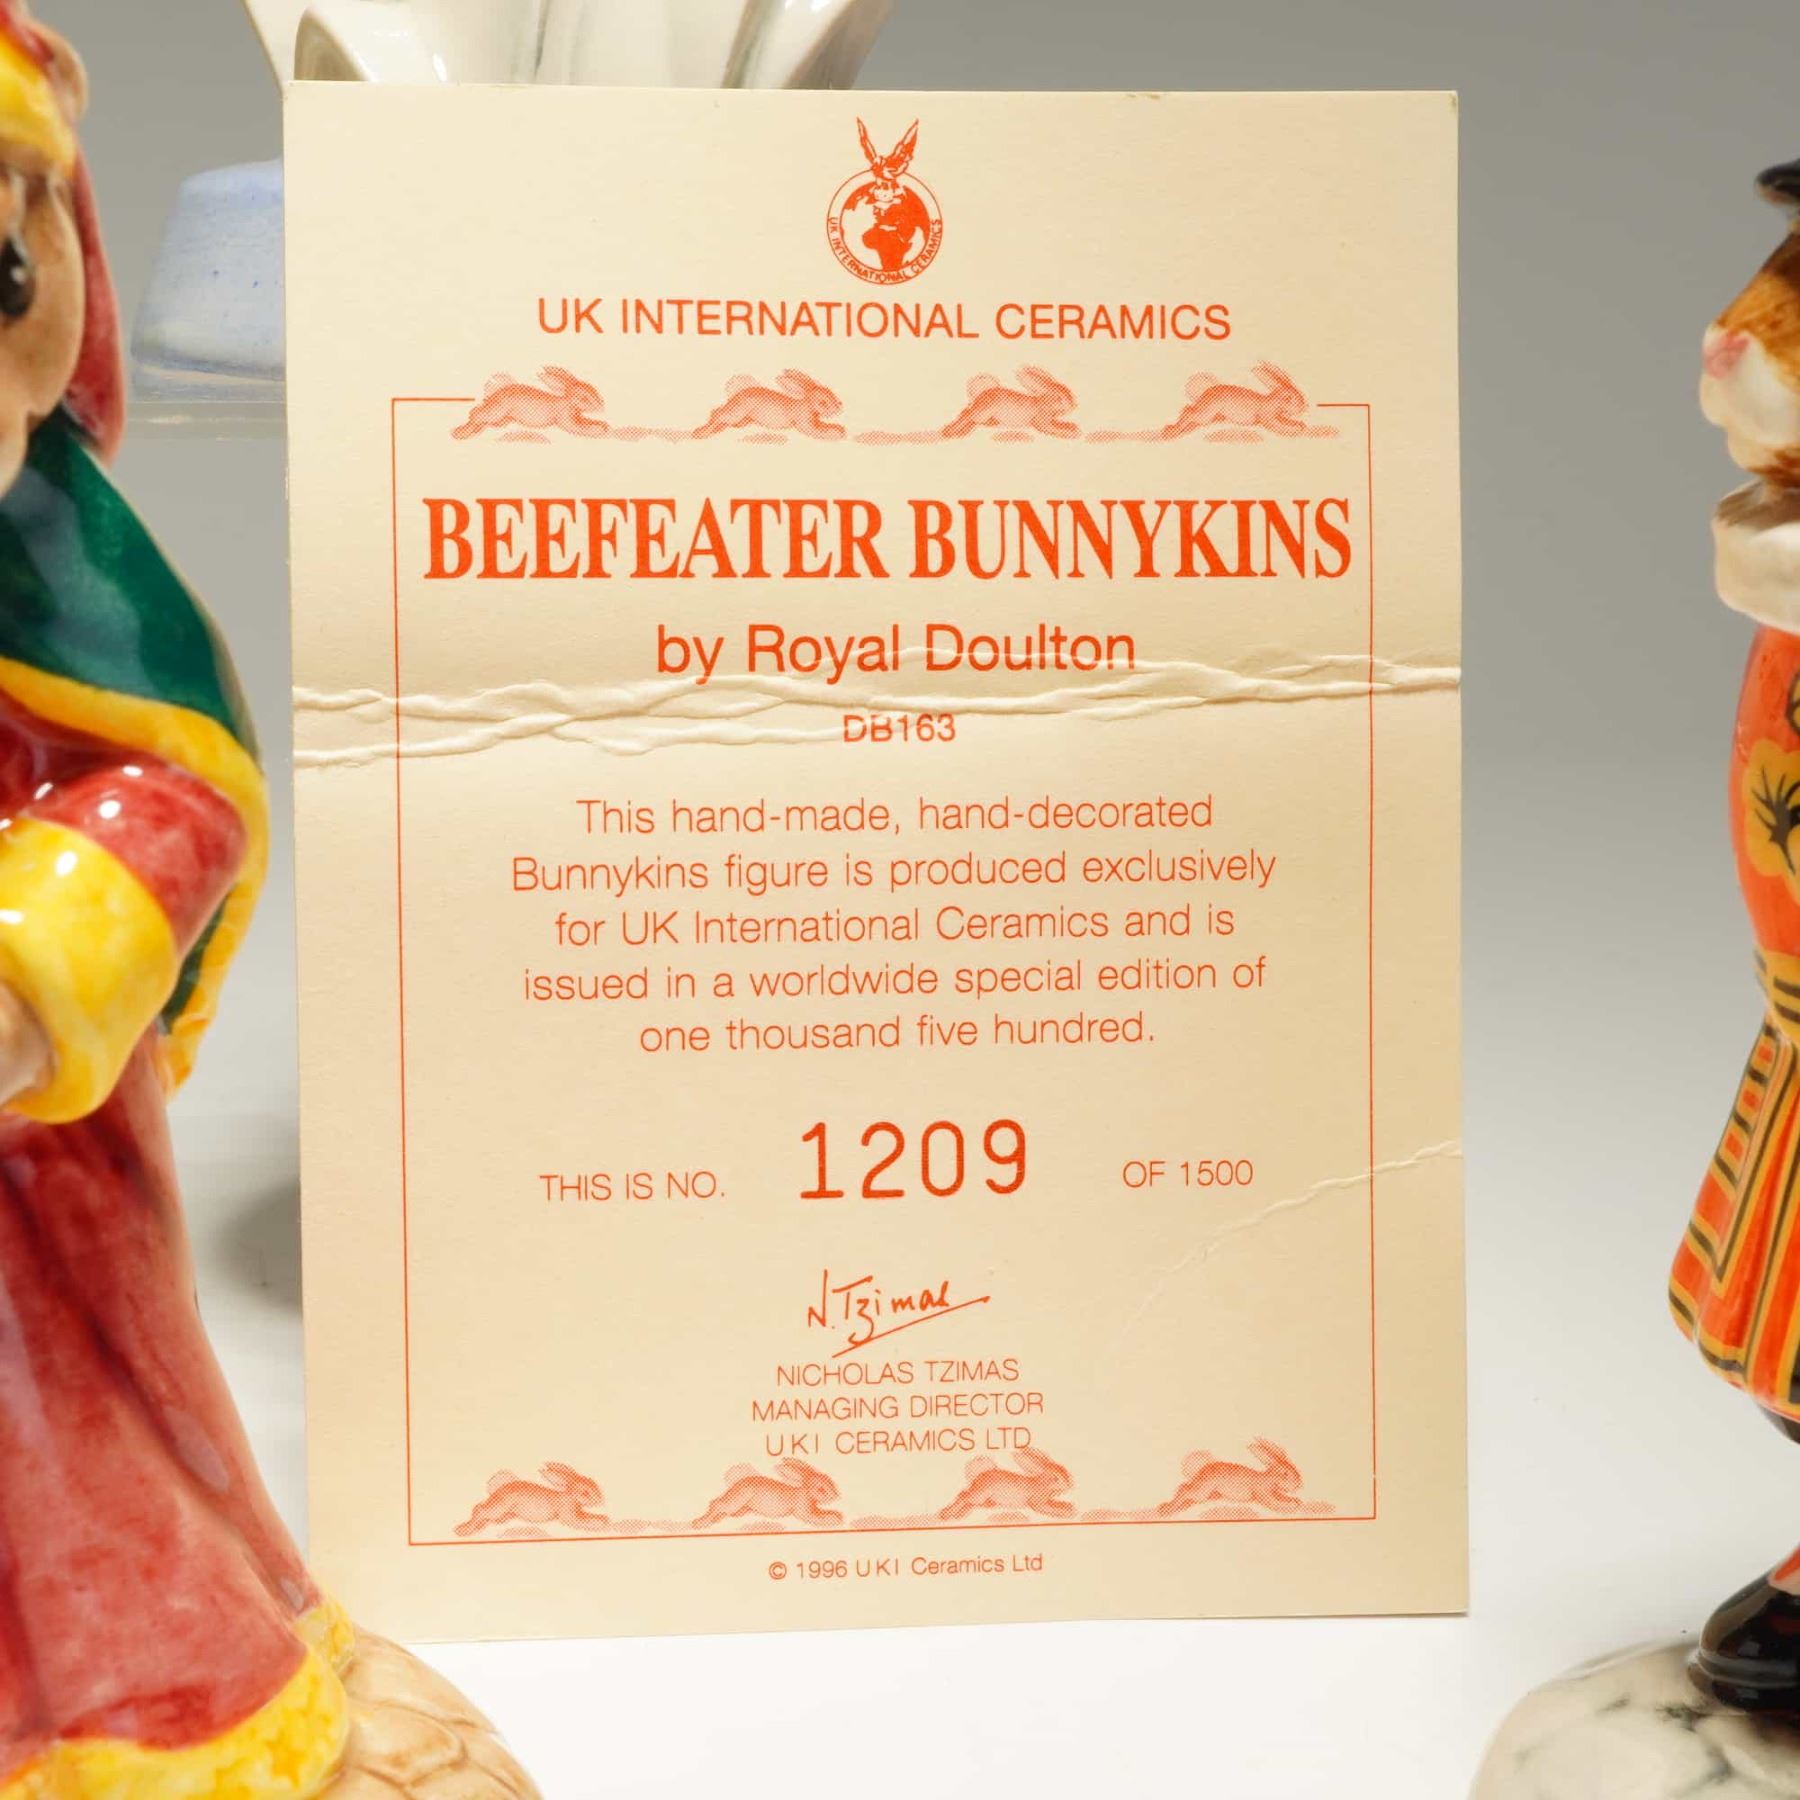 UK INTERNATIONAL CERAMICS
UK INTERNATIONAL CERAMICS
BEEFEATER BUNNYKINS
by Royal Doulton
DB163
This hand-made, hand-decorated
Bunnykins figure is produced exclusively
for UK International Ceramics and is
issued in a worldwide special edition of
one thousand five hundred.
THIS IS NO. 1209 OF 1500
N. Tzimas
NICHOLAS TZIMAS
MANAGING DIRECTOR
UKI CERAMICS LTD
© 1996 UKI Ceramics Ltd